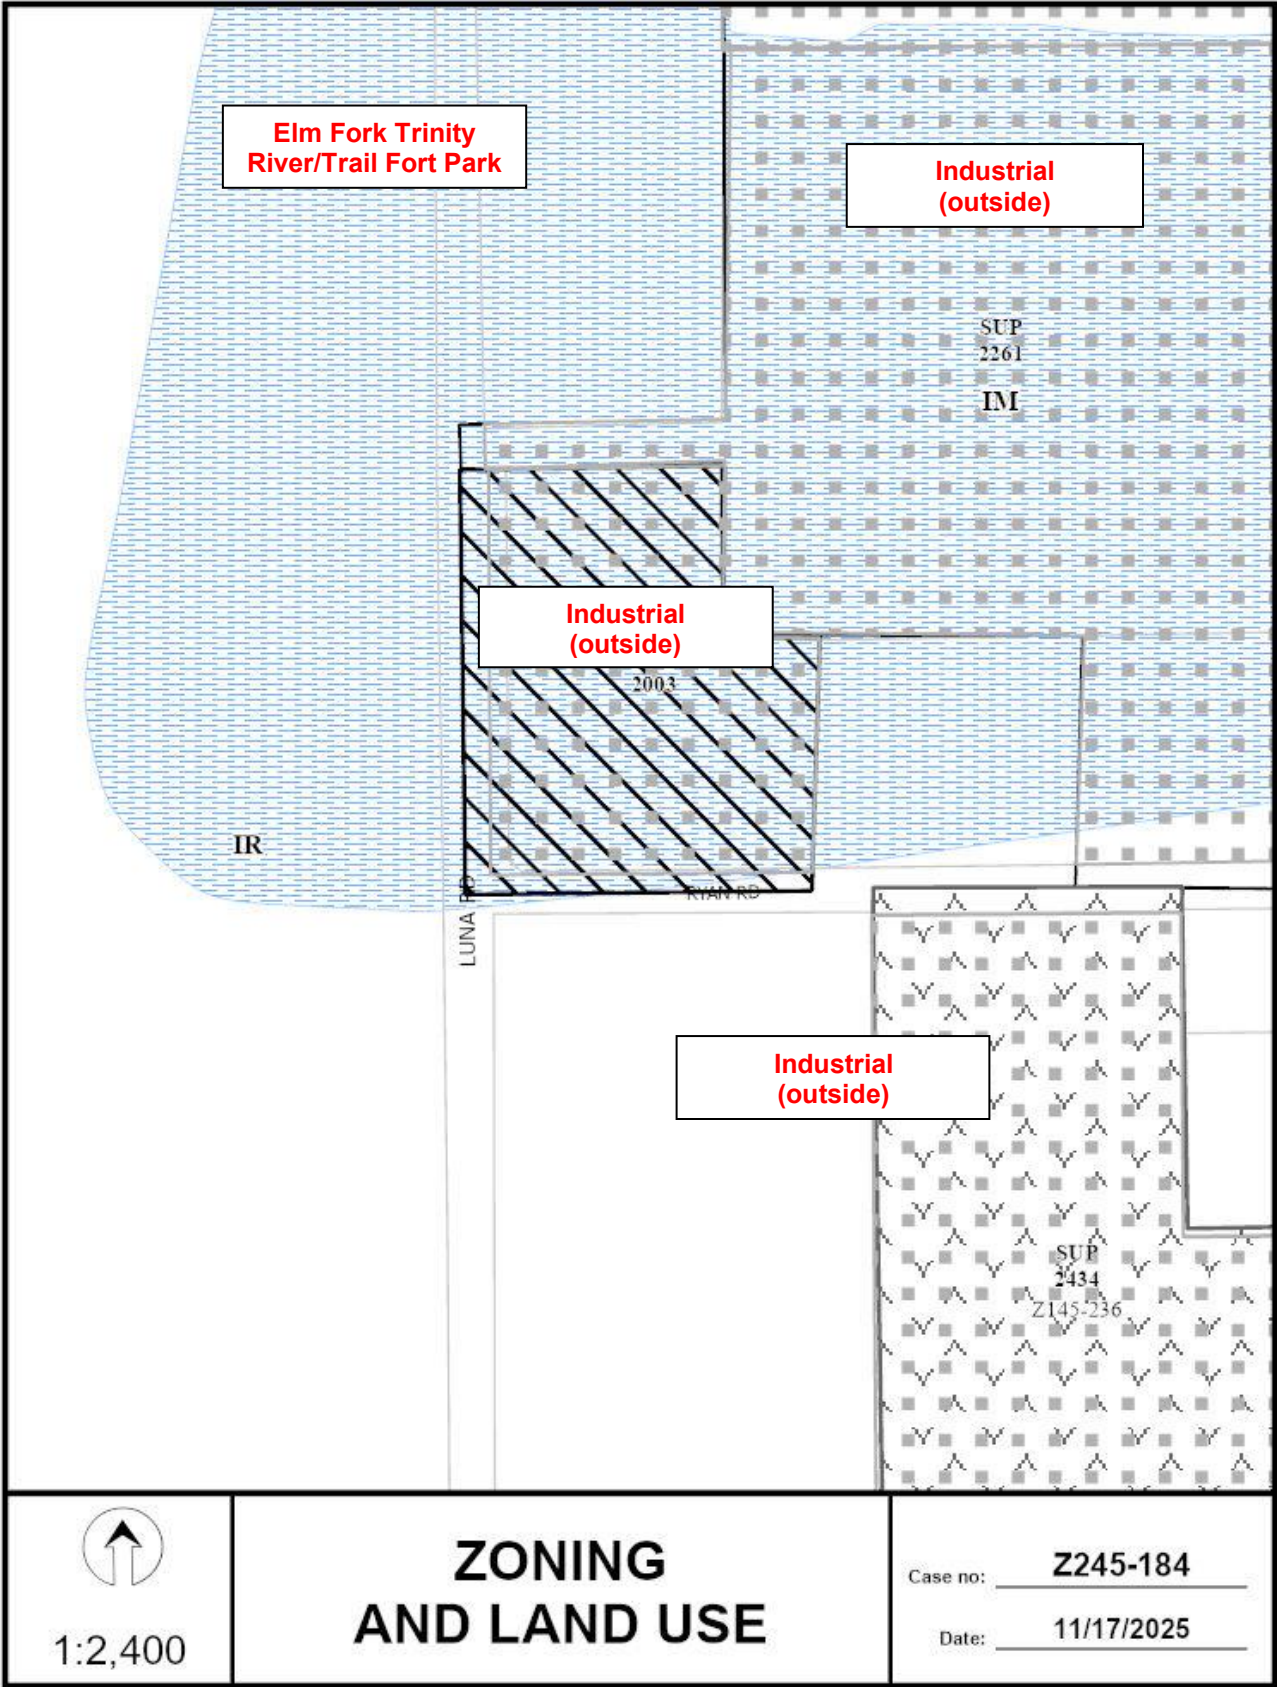 Elm Fork Trinity
River/Trail Fort Park
Industrial
(outside)
SUP
2261
IM
Industrial
(outside)
2003
IR
LUNA RD
RYAN RD
Industrial
(outside)
SUP
2434
Z145-236
1:2,400
ZONING
AND LAND USE
Case no: Z245-184
Date: 11/17/2025